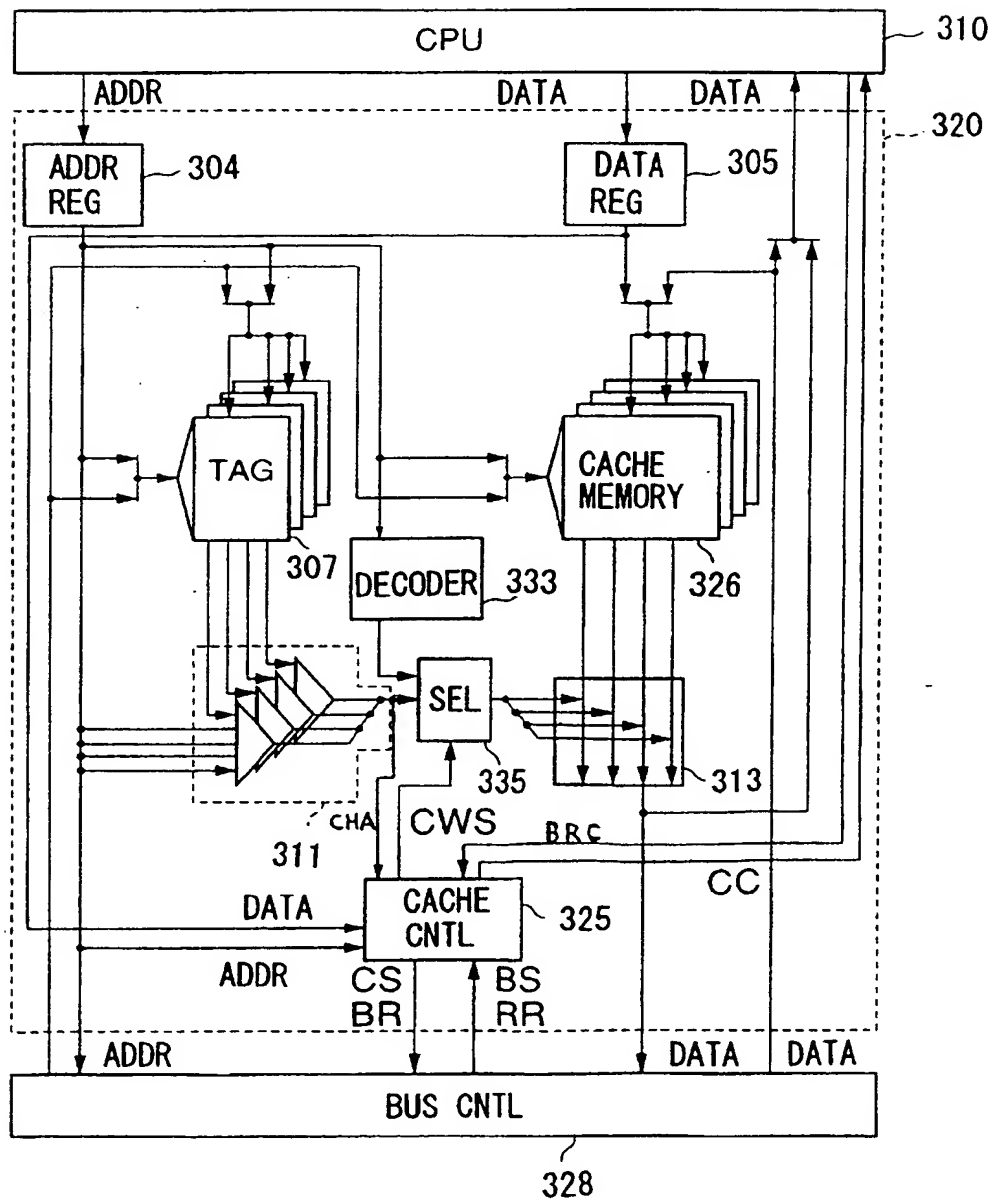 CPU
310
ADDR
DATA
DATA
320
ADDR
REG
304
DATA
REG
305
TAG
CACHE
MEMORY
307
DECODER
333
326
SEL
335
313
311
CHA
CWS
BRC
CC
CACHE
CNTL
325
DATA
ADDR
CS
BR
BS
RR
ADDR
DATA
DATA
BUS CNTL
328